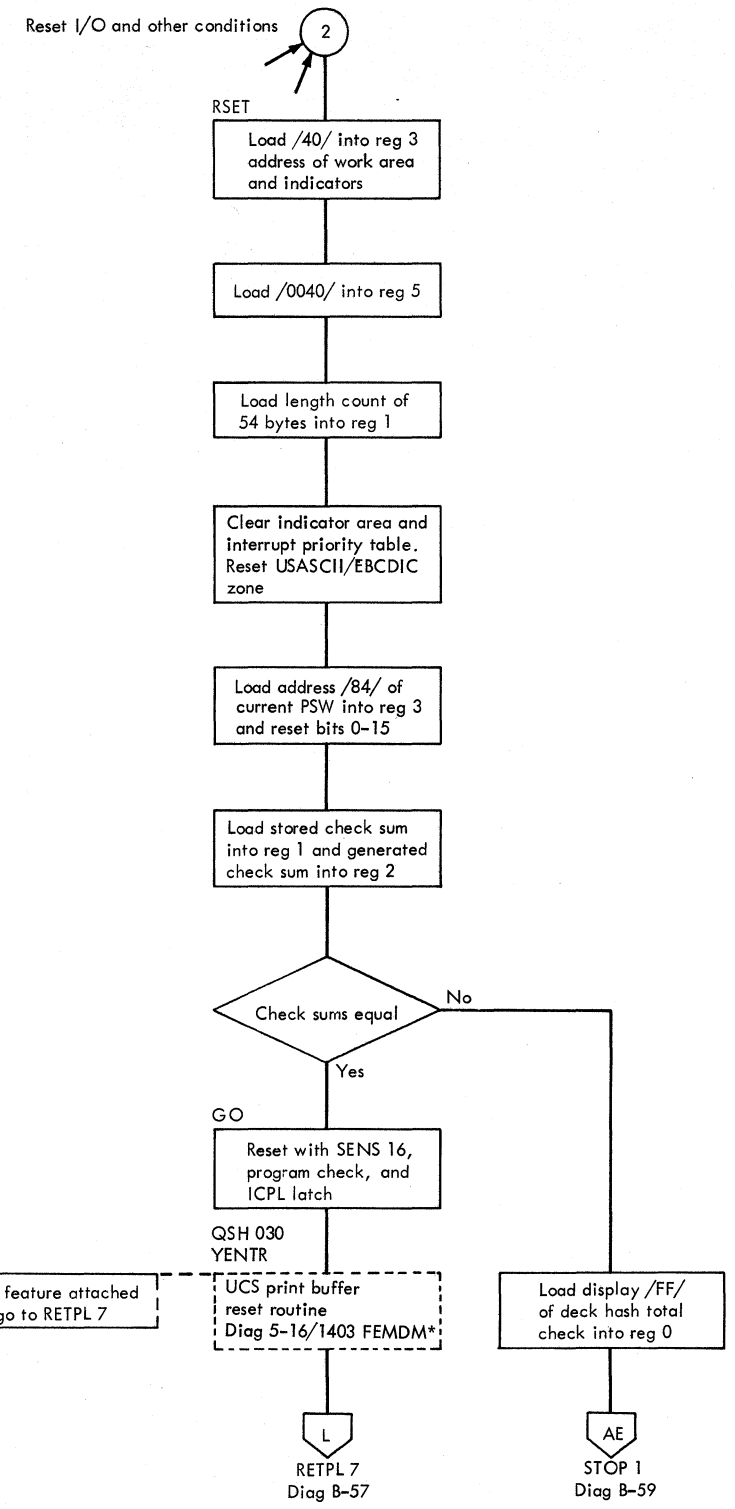 Reset I/O and other conditions
2
RSET
Load /40/ into reg 3
address of work area
and indicators
Load /0040/ into reg 5
Load length count of
54 bytes into reg 1
Clear indicator area and
interrupt priority table.
Reset USASCII/EBCDIC
zone
Load address /84/ of
current PSW into reg 3
and reset bits 0-15
Load stored check sum
into reg 1 and generated
check sum into reg 2
Check sums equal
No
Yes
GO
Reset with SENS 16,
program check, and
ICPL latch
QSH 030
YENTR
feature attached
go to RETPL 7
UCS print buffer
reset routine
Diag 5-16/1403 FEMDM*
Load display /FF/
of deck hash total
check into reg 0
L
RETPL 7
Diag B-57
AE
STOP 1
Diag B-59